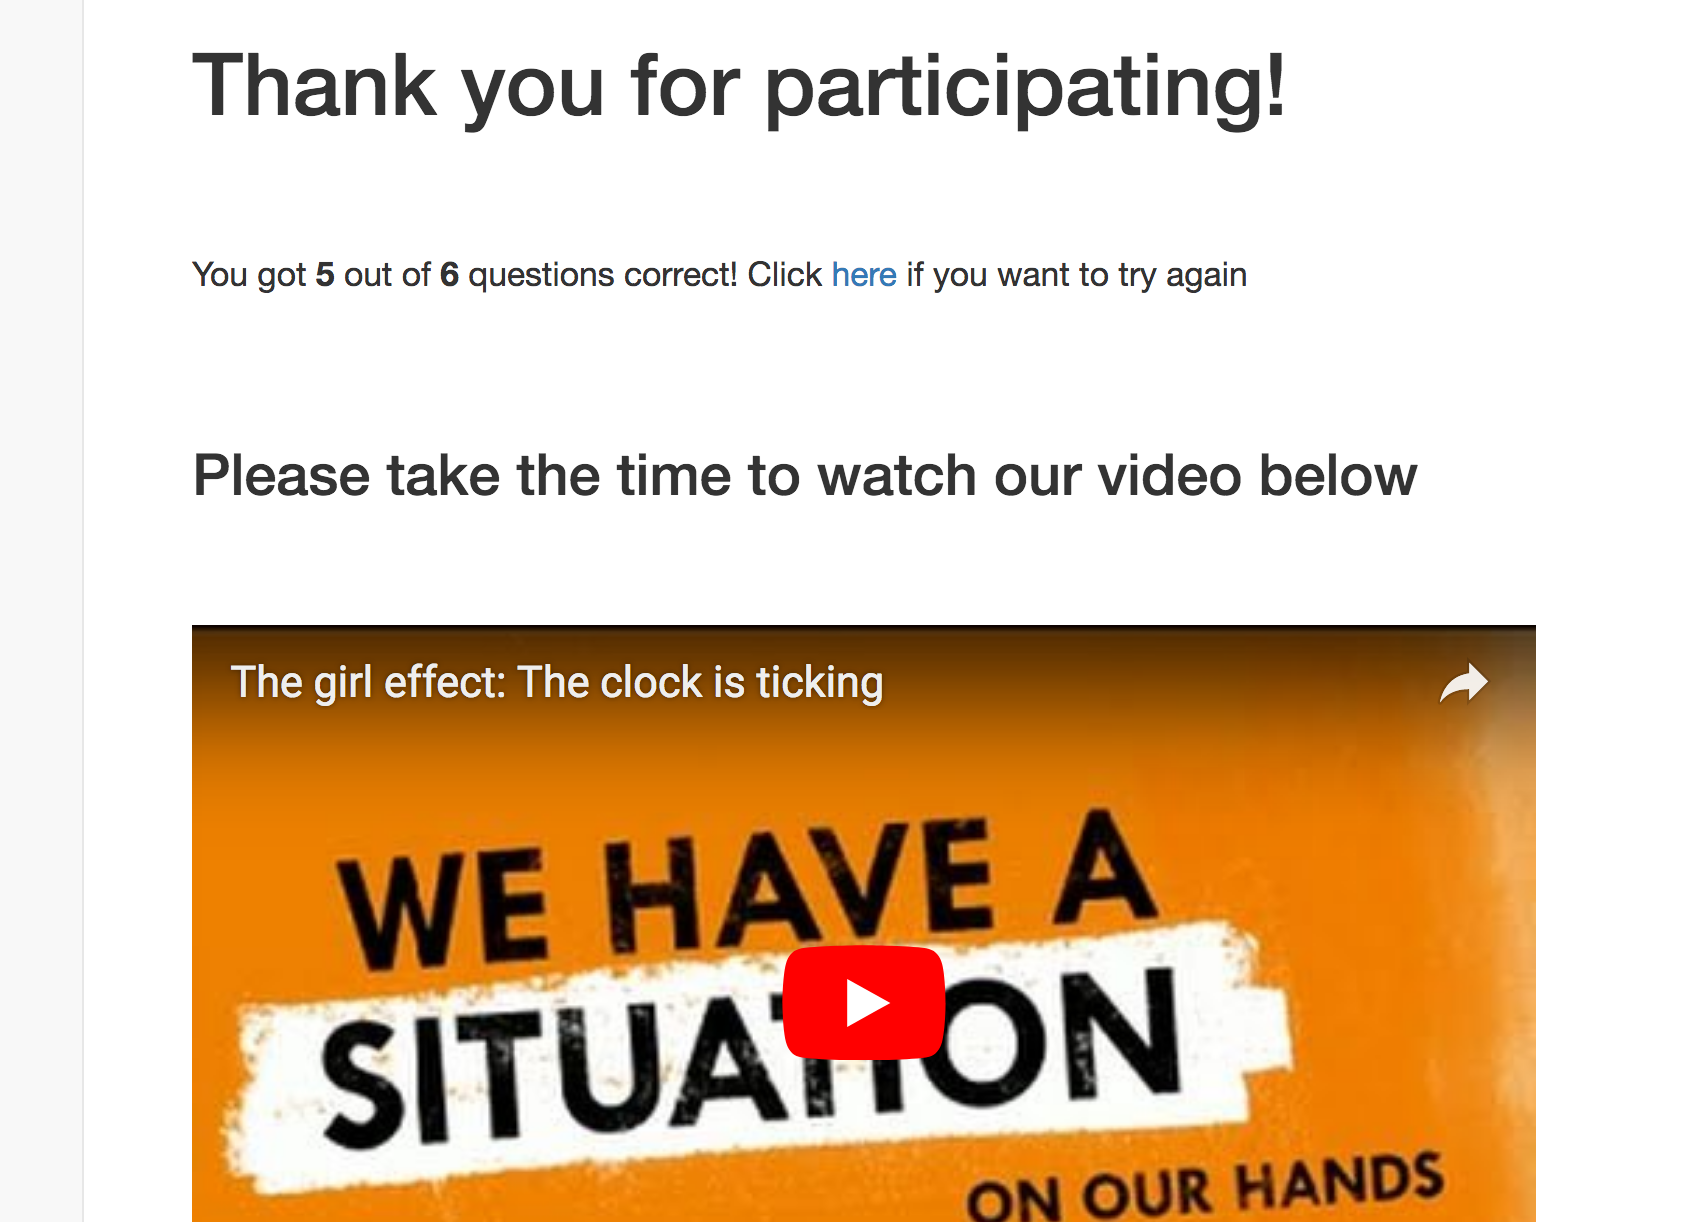 Thank you for participating!
You got 5 out of 6 questions correct! Click here if you want to try again
Please take the time to watch our video below
The girl effect: The clock is ticking
WE HAVE A
SITUATION
ON OUR HANDS